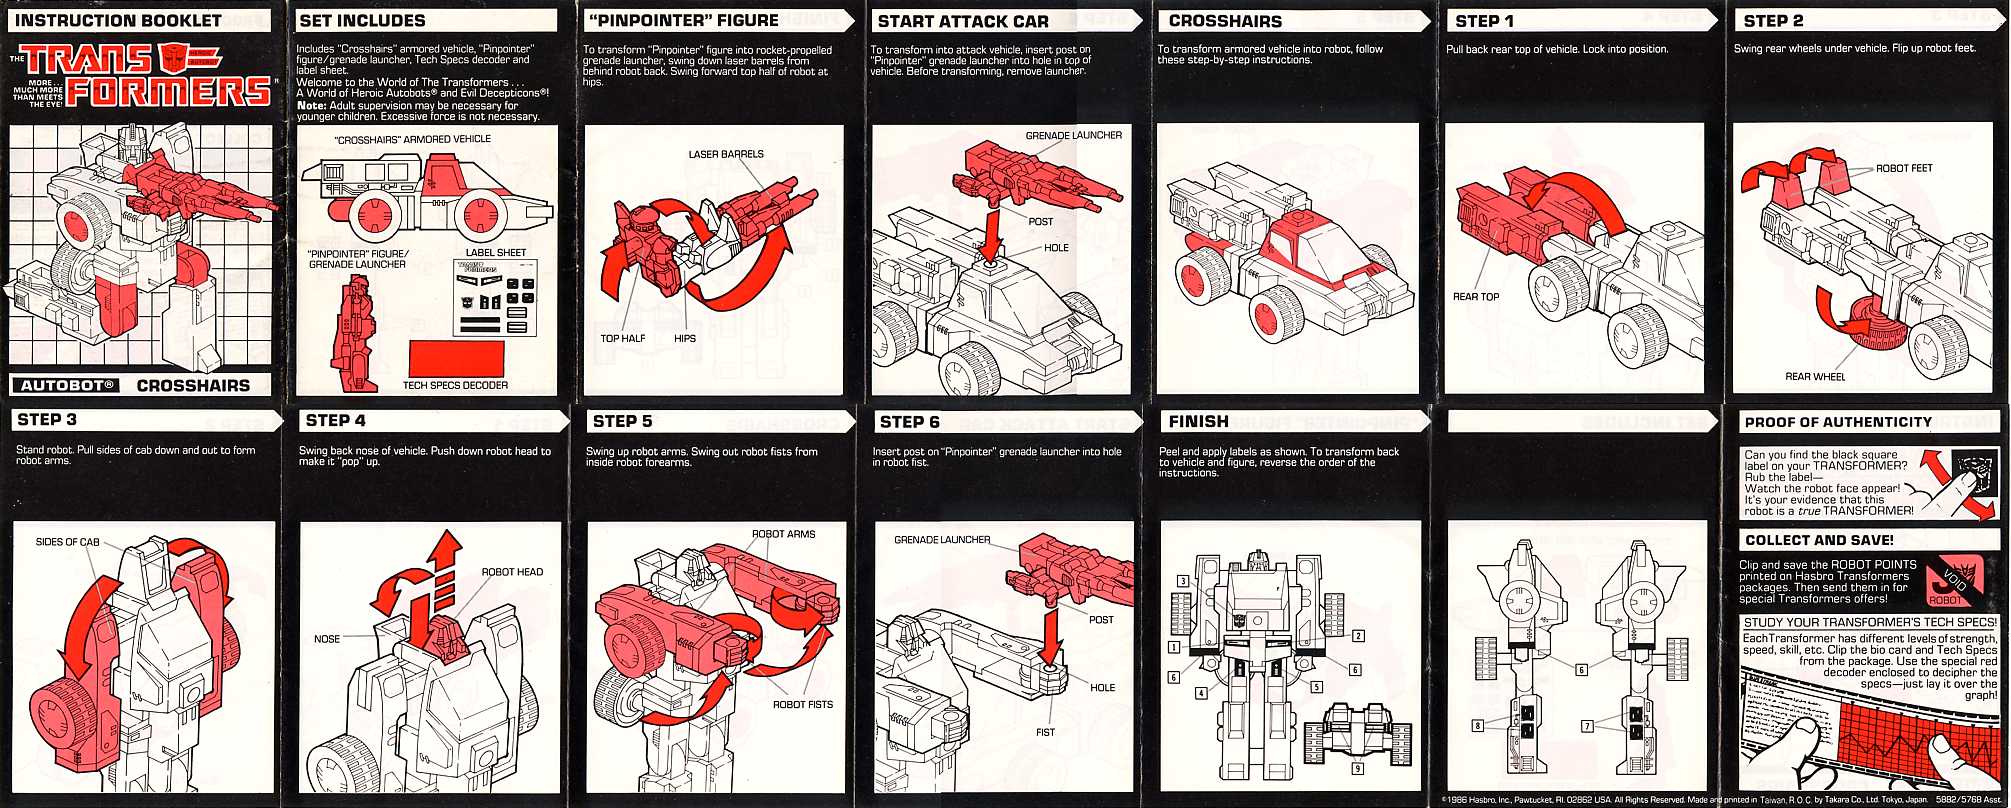 INSTRUCTION BOOKLET
THE TRANSFORMERS
HEROIC AUTOBOT
MORE...
MUCH MORE
THAN MEETS
THE EYE!
AUTOBOT® CROSSHAIRS
SET INCLUDES
Includes "Crosshairs" armored vehicle, "Pinpointer"
figure/grenade launcher, Tech Specs decoder and
label sheet.
Welcome to the World of The Transformers . . .
A World of Heroic Autobots® and Evil Decepticons®!
Note: Adult supervision may be necessary for
younger children. Excessive force is not necessary.
"CROSSHAIRS" ARMORED VEHICLE
"PINPOINTER" FIGURE/
GRENADE LAUNCHER
LABEL SHEET
TRANSFORMERS
TECH SPECS DECODER
"PINPOINTER" FIGURE
To transform "Pinpointer" figure into rocket-propelled
grenade launcher, swing down laser barrels from
behind robot back. Swing forward top half of robot at
hips.
LASER BARRELS
TOP HALF
HIPS
START ATTACK CAR
To transform into attack vehicle, insert post on
"Pinpointer" grenade launcher into hole in top of
vehicle. Before transforming, remove launcher.
GRENADE LAUNCHER
POST
HOLE
CROSSHAIRS
To transform armored vehicle into robot, follow
these step-by-step instructions.
STEP 1
Pull back rear top of vehicle. Lock into position.
REAR TOP
STEP 2
Swing rear wheels under vehicle. Flip up robot feet.
ROBOT FEET
REAR WHEEL
STEP 3
Stand robot. Pull sides of cab down and out to form
robot arms.
SIDES OF CAB
STEP 4
Swing back nose of vehicle. Push down robot head to
make it "pop" up.
ROBOT HEAD
NOSE
STEP 5
Swing up robot arms. Swing out robot fists from
inside robot forearms.
ROBOT ARMS
ROBOT FISTS
STEP 6
Insert post on "Pinpointer" grenade launcher into hole
in robot fist.
GRENADE LAUNCHER
POST
HOLE
FIST
FINISH
Peel and apply labels as shown. To transform back
to vehicle and figure, reverse the order of the
instructions.
3
2
1
6
6
4
5
9
6
8
7
PROOF OF AUTHENTICITY
Can you find the black square
label on your TRANSFORMER?
Rub the label—
Watch the robot face appear!
It's your evidence that this
robot is a true TRANSFORMER!
COLLECT AND SAVE!
Clip and save the ROBOT POINTS
printed on Hasbro Transformers
packages. Then send them in for
special Transformers offers!
VOID
ROBOT
STUDY YOUR TRANSFORMER'S TECH SPECS!
Each Transformer has different levels of strength,
speed, skill, etc. Clip the bio card and Tech Specs
from the package. Use the special red
decoder enclosed to decipher the
specs—just lay it over the
graph!
©1986 Hasbro, Inc., Pawtucket, RI. 02862 USA. All Rights Reserved. Made and printed in Taiwan, R.O.C. by Takara Co., Ltd. Tokyo, Japan. 5882/5768 Asst.